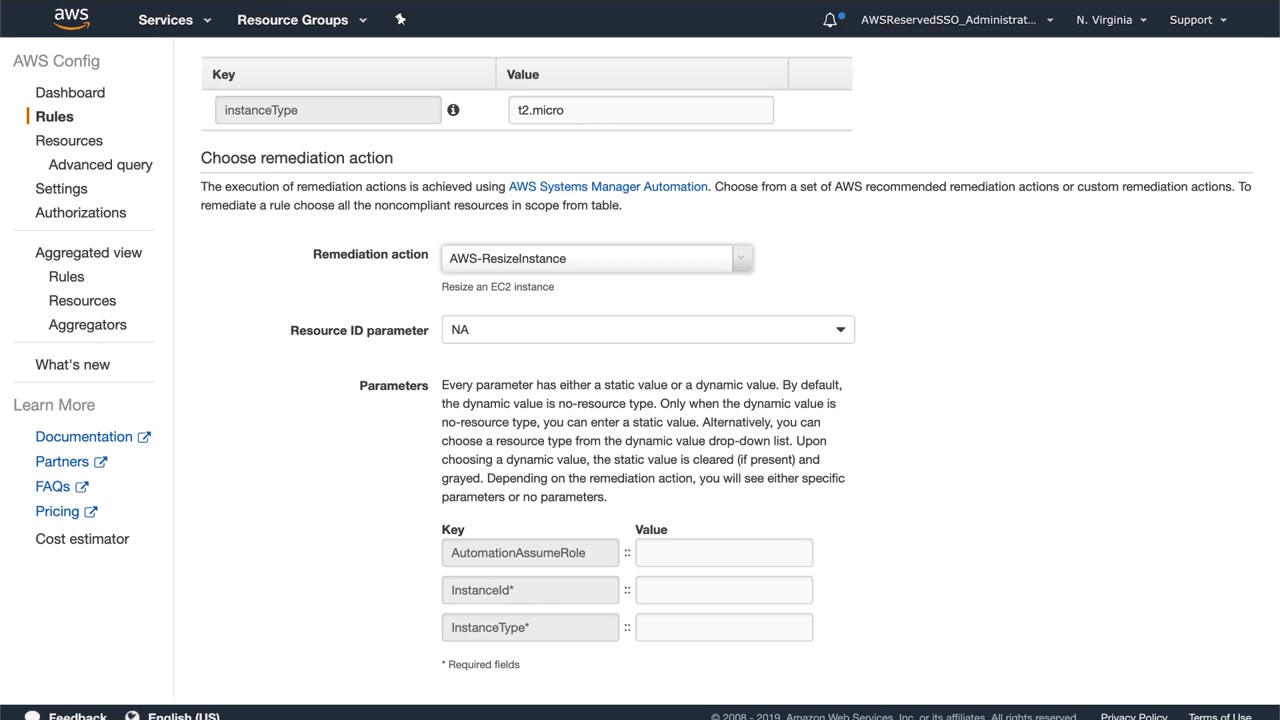 aws
Services
Resource Groups
AWSReservedSSO_Administrat...
N. Virginia
Support
AWS Config
Dashboard
Rules
Resources
Advanced query
Settings
Authorizations
Aggregated view
Rules
Resources
Aggregators
What's new
Learn More
Documentation
Partners
FAQs
Pricing
Cost estimator
Key Value
instanceType t2.micro
Choose remediation action
The execution of remediation actions is achieved using AWS Systems Manager Automation. Choose from a set of AWS recommended remediation actions or custom remediation actions. To
remediate a rule choose all the noncompliant resources in scope from table.
Remediation action AWS-ResizeInstance
Resize an EC2 instance
Resource ID parameter NA
Parameters Every parameter has either a static value or a dynamic value. By default,
the dynamic value is no-resource type. Only when the dynamic value is
no-resource type, you can enter a static value. Alternatively, you can
choose a resource type from the dynamic value drop-down list. Upon
choosing a dynamic value, the static value is cleared (if present) and
grayed. Depending on the remediation action, you will see either specific
parameters or no parameters.
Key Value
AutomationAssumeRole ::
InstanceId* ::
InstanceType* ::
* Required fields
Feedback English (US) © 2008 - 2019, Amazon Web Services, Inc. or its affiliates. All rights reserved. Privacy Policy Terms of Use